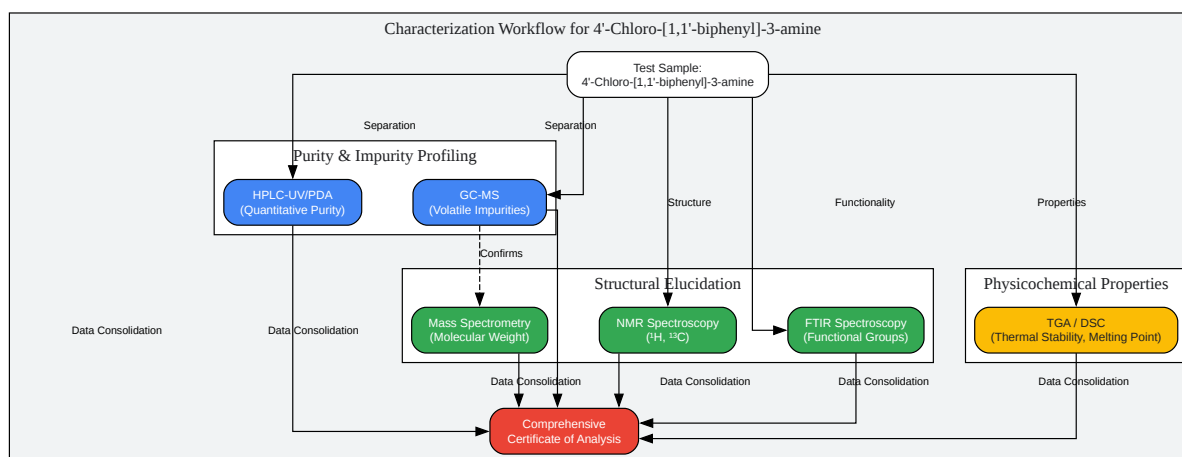 Characterization Workflow for 4'-Chloro-[1,1'-biphenyl]-3-amine
Test Sample:
4'-Chloro-[1,1'-biphenyl]-3-amine
Separation
Separation
Purity & Impurity Profiling
HPLC-UV/PDA
(Quantitative Purity)
GC-MS
(Volatile Impurities)
Structure
Functionality
Properties
Confirms
Structural Elucidation
Physicochemical Properties
Mass Spectrometry
(Molecular Weight)
NMR Spectroscopy
(¹H, ¹³C)
FTIR Spectroscopy
(Functional Groups)
TGA / DSC
(Thermal Stability, Melting Point)
Data Consolidation
Data Consolidation
Data Consolidation
Data Consolidation
Data Consolidation
Data Consolidation
Comprehensive
Certificate of Analysis